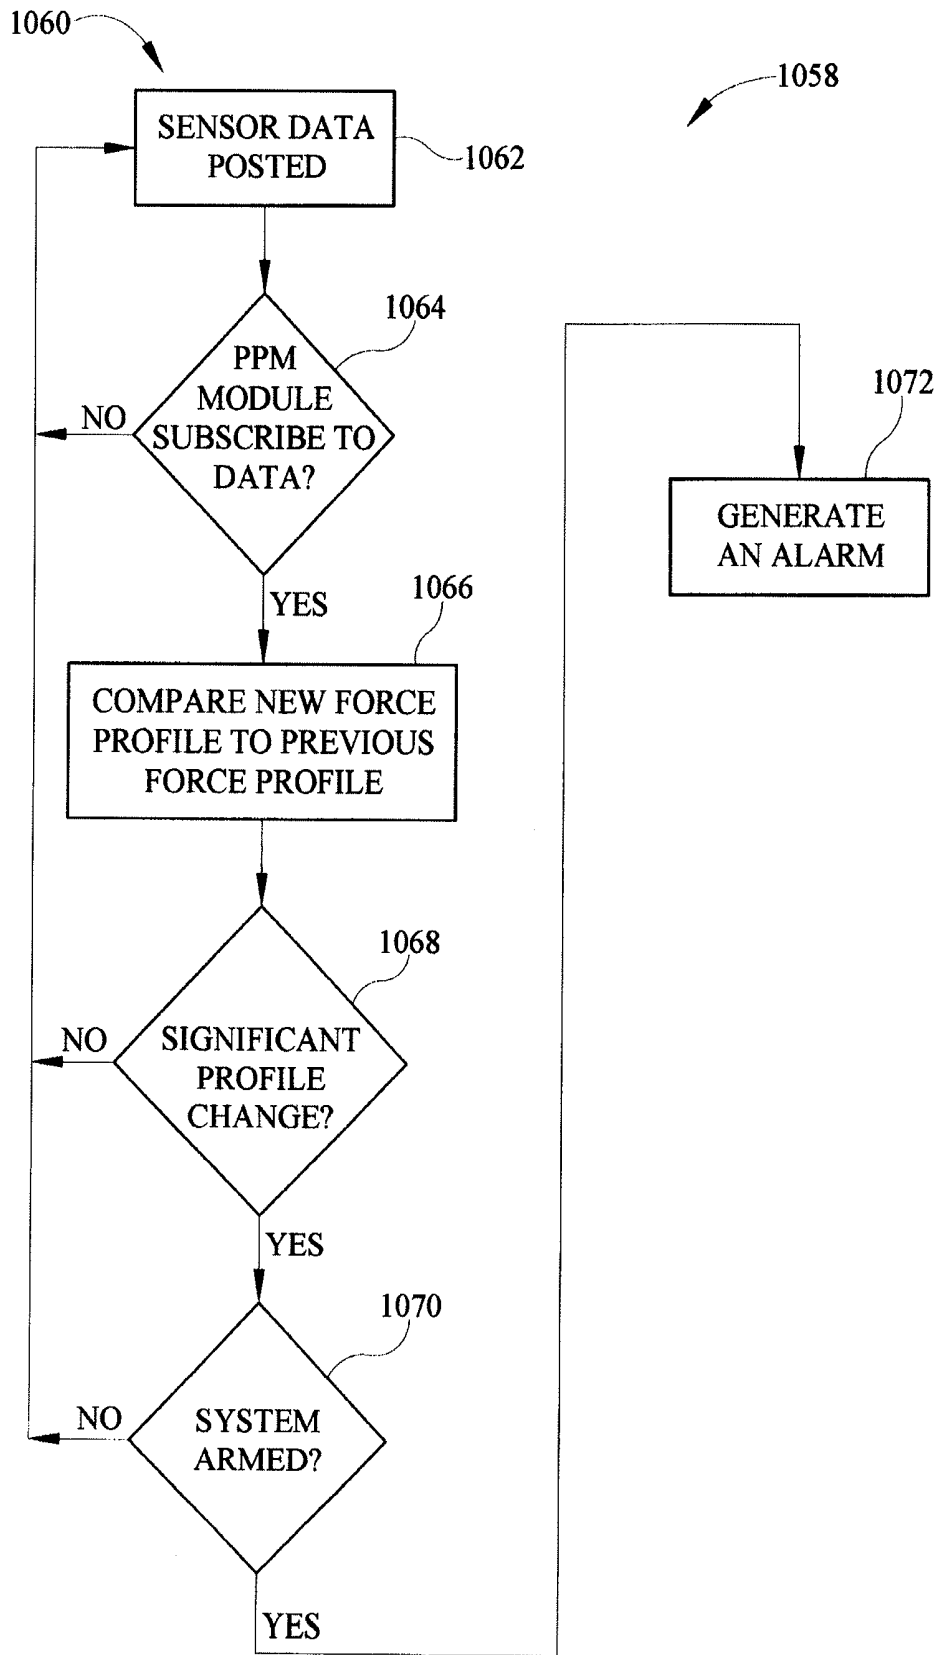 1060
1058
SENSOR DATA
POSTED
1062
1064
PPM
MODULE
SUBSCRIBE TO
DATA?
NO
YES
1066
COMPARE NEW FORCE
PROFILE TO PREVIOUS
FORCE PROFILE
1068
SIGNIFICANT
PROFILE
CHANGE?
NO
YES
1070
SYSTEM
ARMED?
NO
YES
1072
GENERATE
AN ALARM